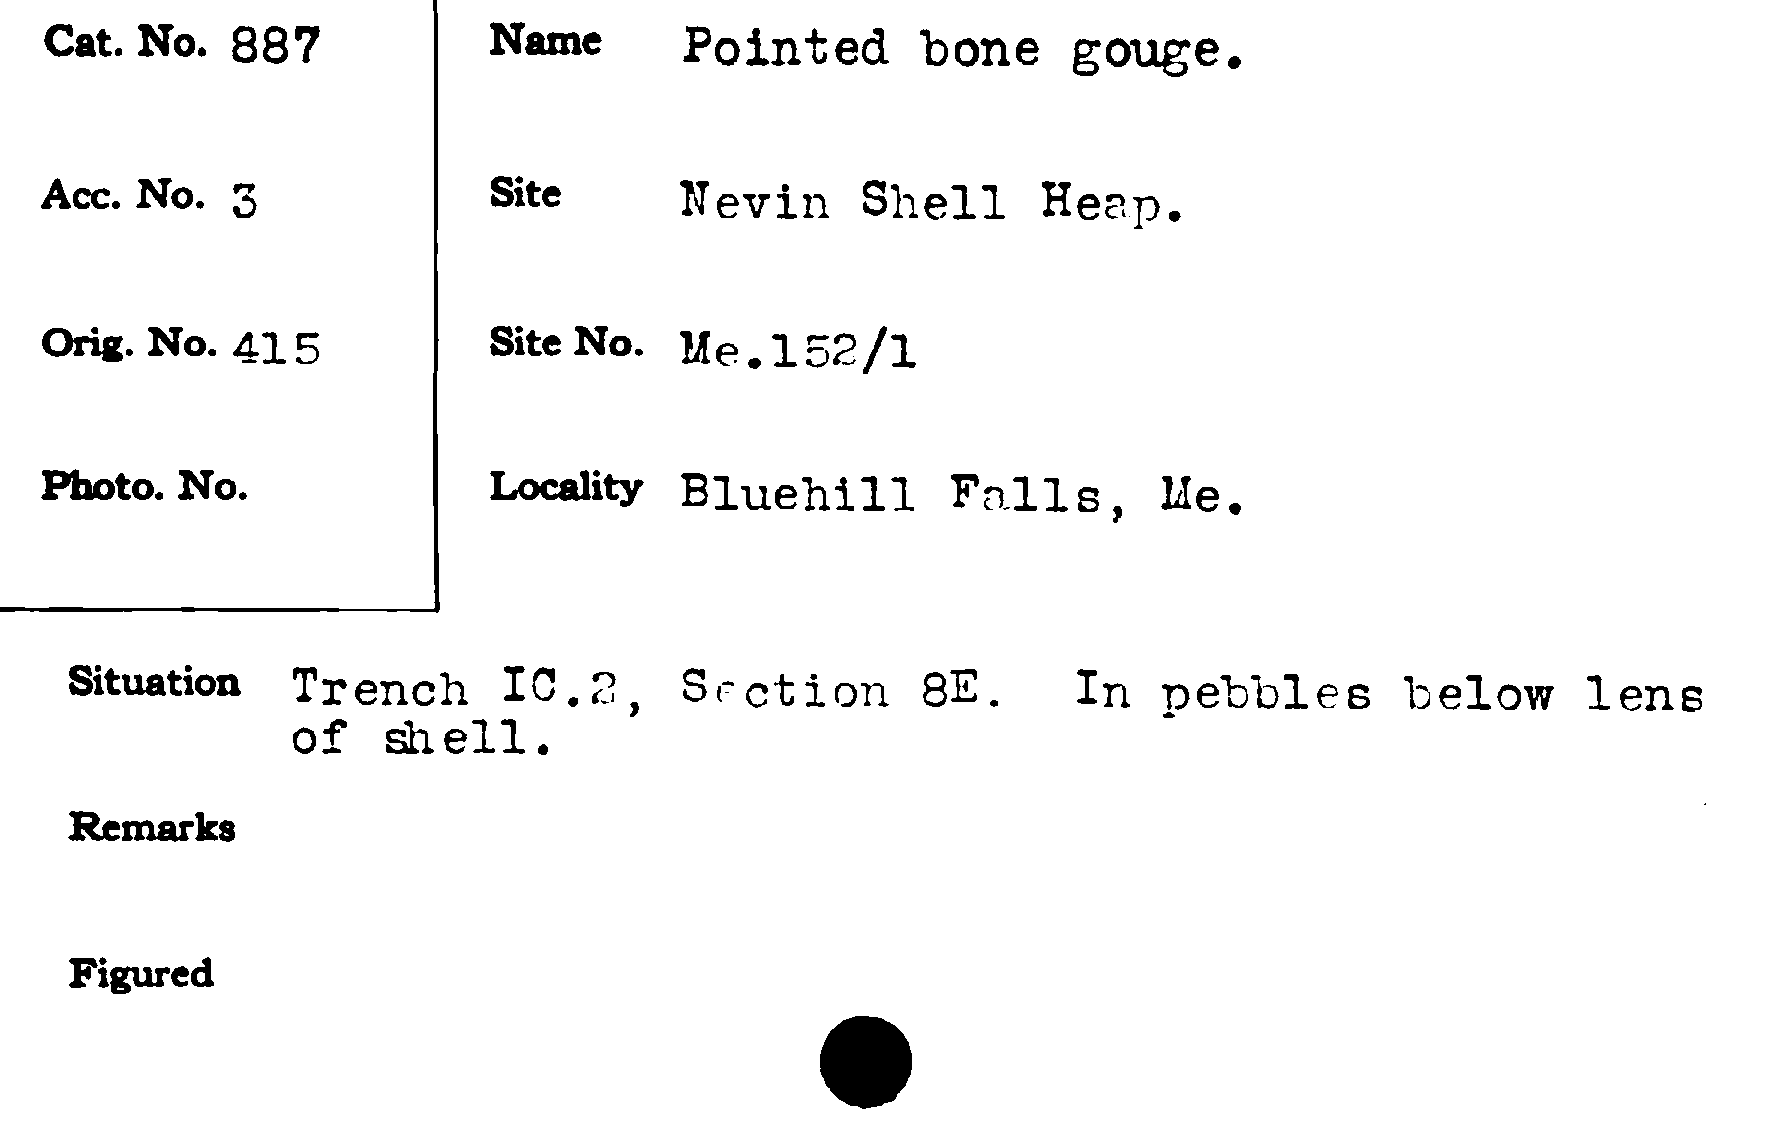 Cat. No. 887
Name Pointed bone gouge.
Acc. No. 3
Site Nevin Shell Heap.
Orig. No. 415
Site No. Me.152/1
Photo. No.
Locality Bluehill Falls, Me.
Situation Trench IC.2, Section 8E. In pebbles below lens
of shell.
Remarks
Figured